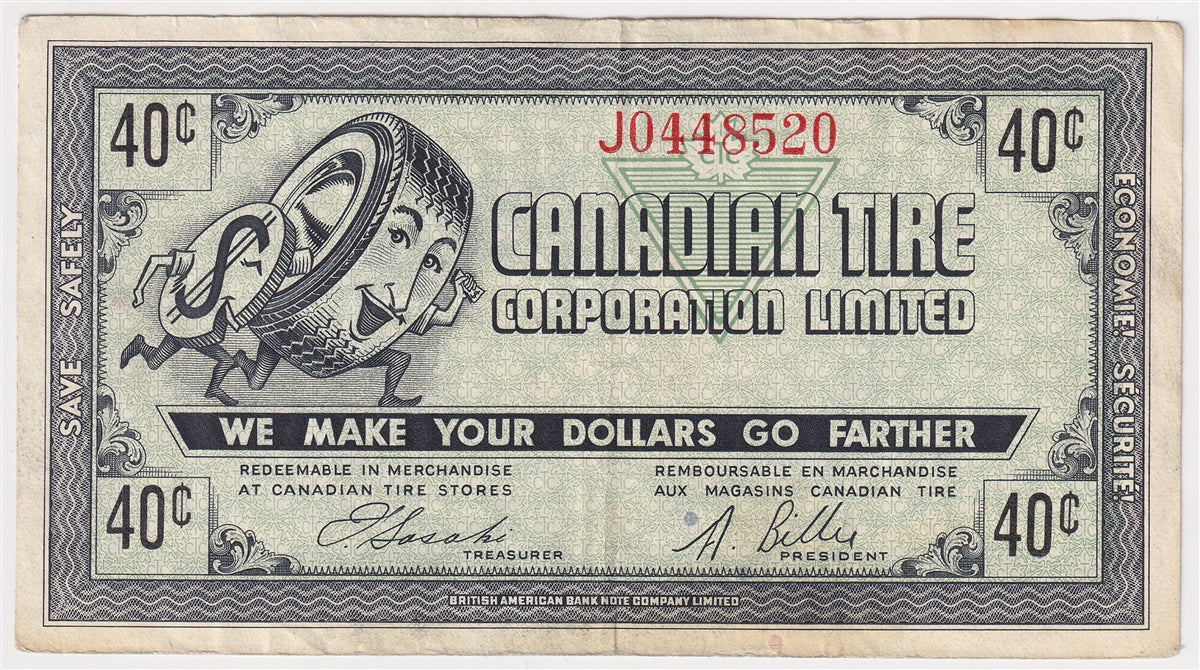 40¢
J0448520
40¢
CANADIAN TIRE
CORPORATION LIMITED
$
SAVE SAFELY
ÉCONOMIE! SÉCURITÉ!
WE MAKE YOUR DOLLARS GO FARTHER
REDEEMABLE IN MERCHANDISE
AT CANADIAN TIRE STORES
REMBOURSABLE EN MARCHANDISE
AUX MAGASINS CANADIAN TIRE
40¢
TREASURER
A. Billes
PRESIDENT
40¢
BRITISH AMERICAN BANK NOTE COMPANY LIMITED